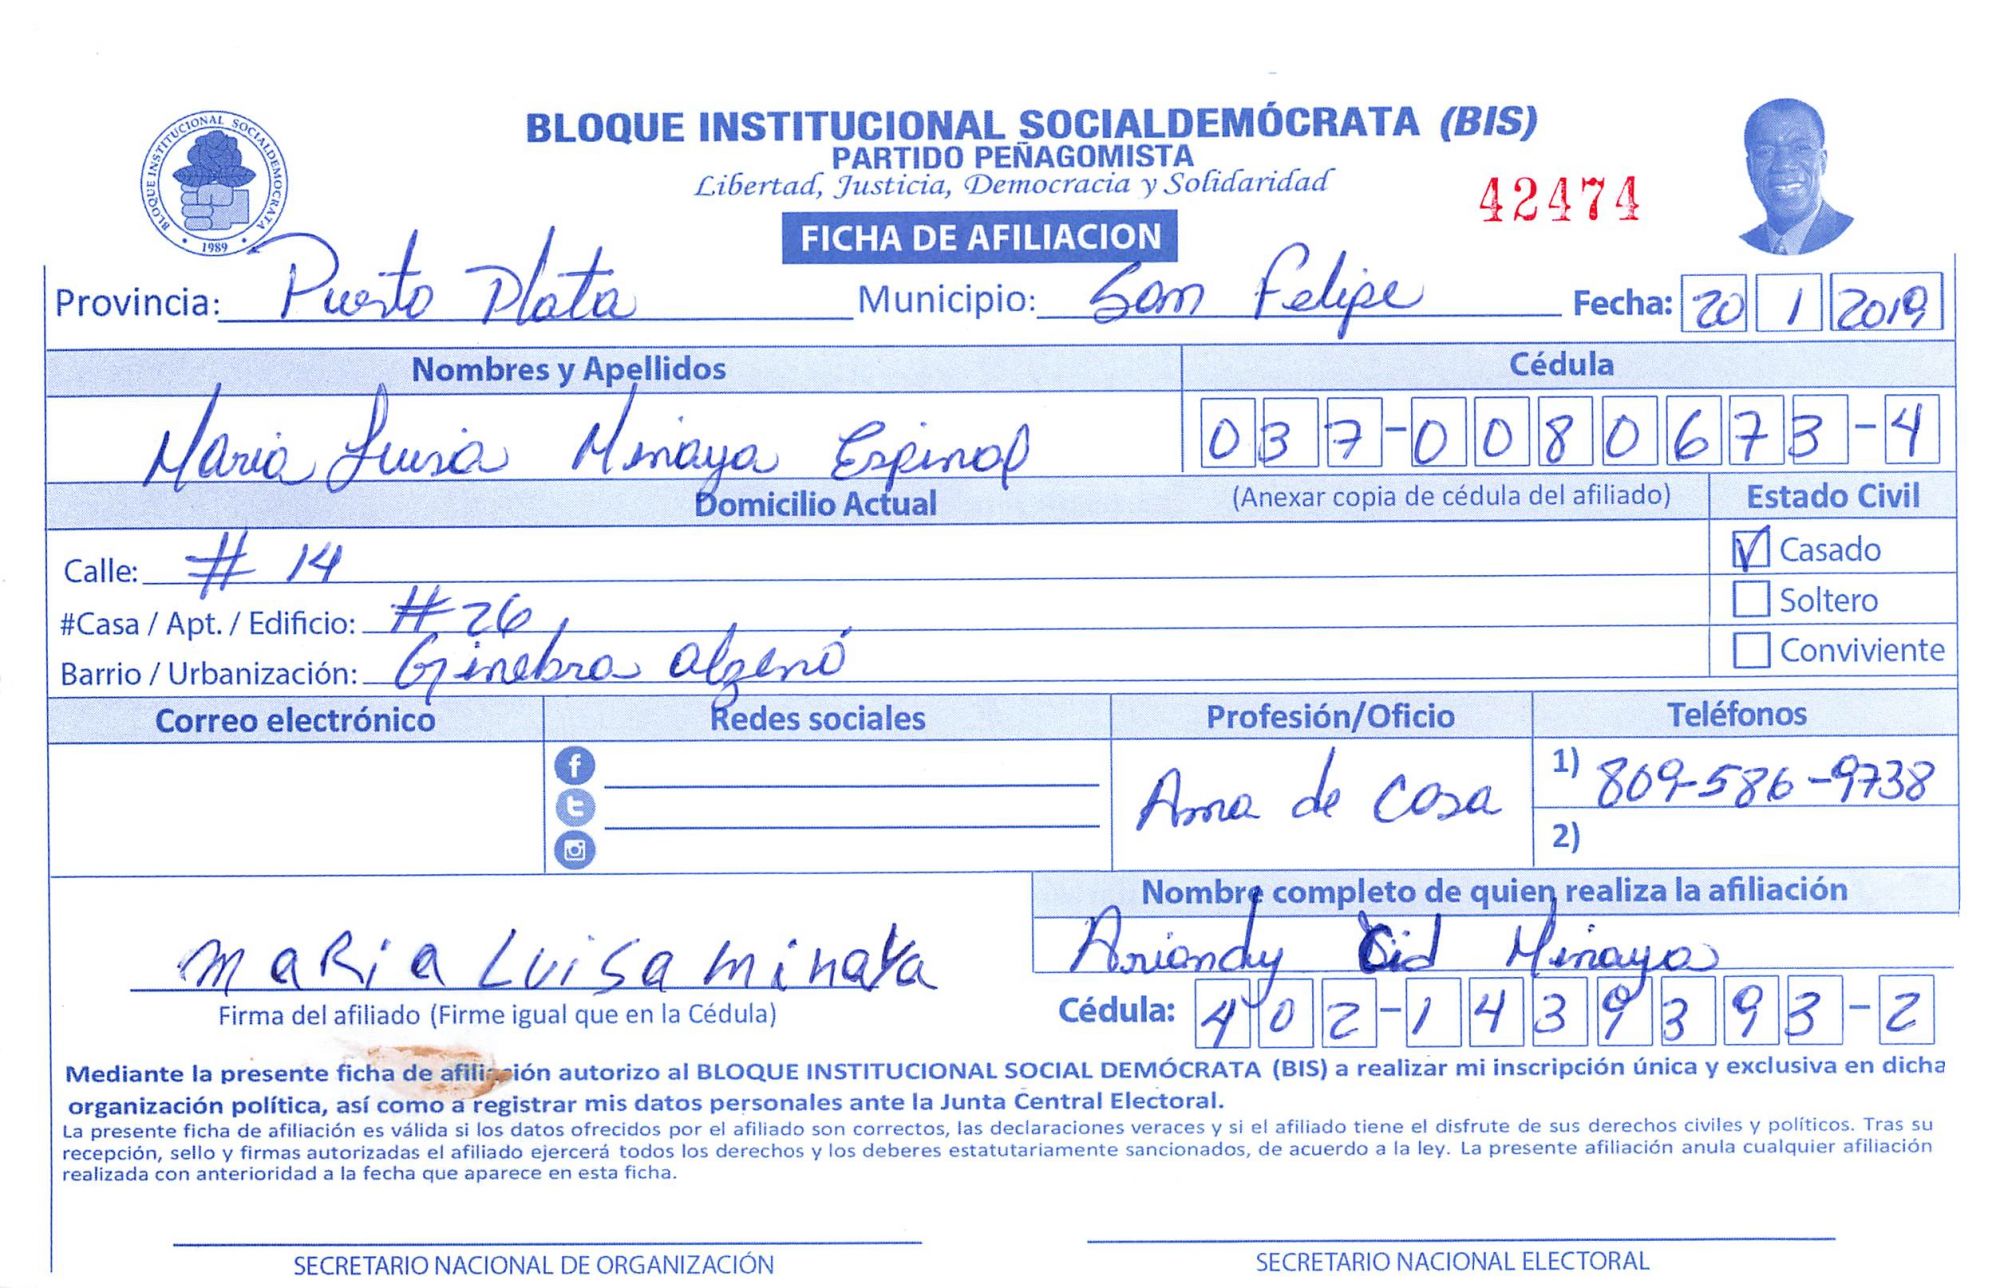 BLOQUE INSTITUCIONAL SOCIALDEMOCRATA
1989
BLOQUE INSTITUCIONAL SOCIALDEMÓCRATA (BIS)
PARTIDO PEÑAGOMISTA
Libertad, Justicia, Democracia y Solidaridad
42474
FICHA DE AFILIACION
Provincia: Puerto Plata Municipio: San Felipe Fecha: 20 1 2019
Nombres y Apellidos Cédula
Maria Luisa Minaya Espinal 037-0080673-4
Domicilio Actual (Anexar copia de cédula del afiliado) Estado Civil
Calle: # 14 Casado
#Casa / Apt. / Edificio: #26 Soltero
Barrio / Urbanización: Ginebra Conviviente
Correo electrónico Redes sociales Profesión/Oficio Teléfonos
Ama de Casa 1) 809-586-9738
2)
Nombre completo de quien realiza la afiliación
maRia LuiSa minaya Ariandy Cid Minaya
Firma del afiliado (Firme igual que en la Cédula) Cédula: 402-1439393-2
Mediante la presente ficha de afiliación autorizo al BLOQUE INSTITUCIONAL SOCIAL DEMÓCRATA (BIS) a realizar mi inscripción única y exclusiva en dicha
organización política, así como a registrar mis datos personales ante la Junta Central Electoral.
La presente ficha de afiliación es válida si los datos ofrecidos por el afiliado son correctos, las declaraciones veraces y si el afiliado tiene el disfrute de sus derechos civiles y políticos. Tras su
recepción, sello y firmas autorizadas el afiliado ejercerá todos los derechos y los deberes estatutariamente sancionados, de acuerdo a la ley. La presente afiliación anula cualquier afiliación
realizada con anterioridad a la fecha que aparece en esta ficha.
SECRETARIO NACIONAL DE ORGANIZACIÓN SECRETARIO NACIONAL ELECTORAL